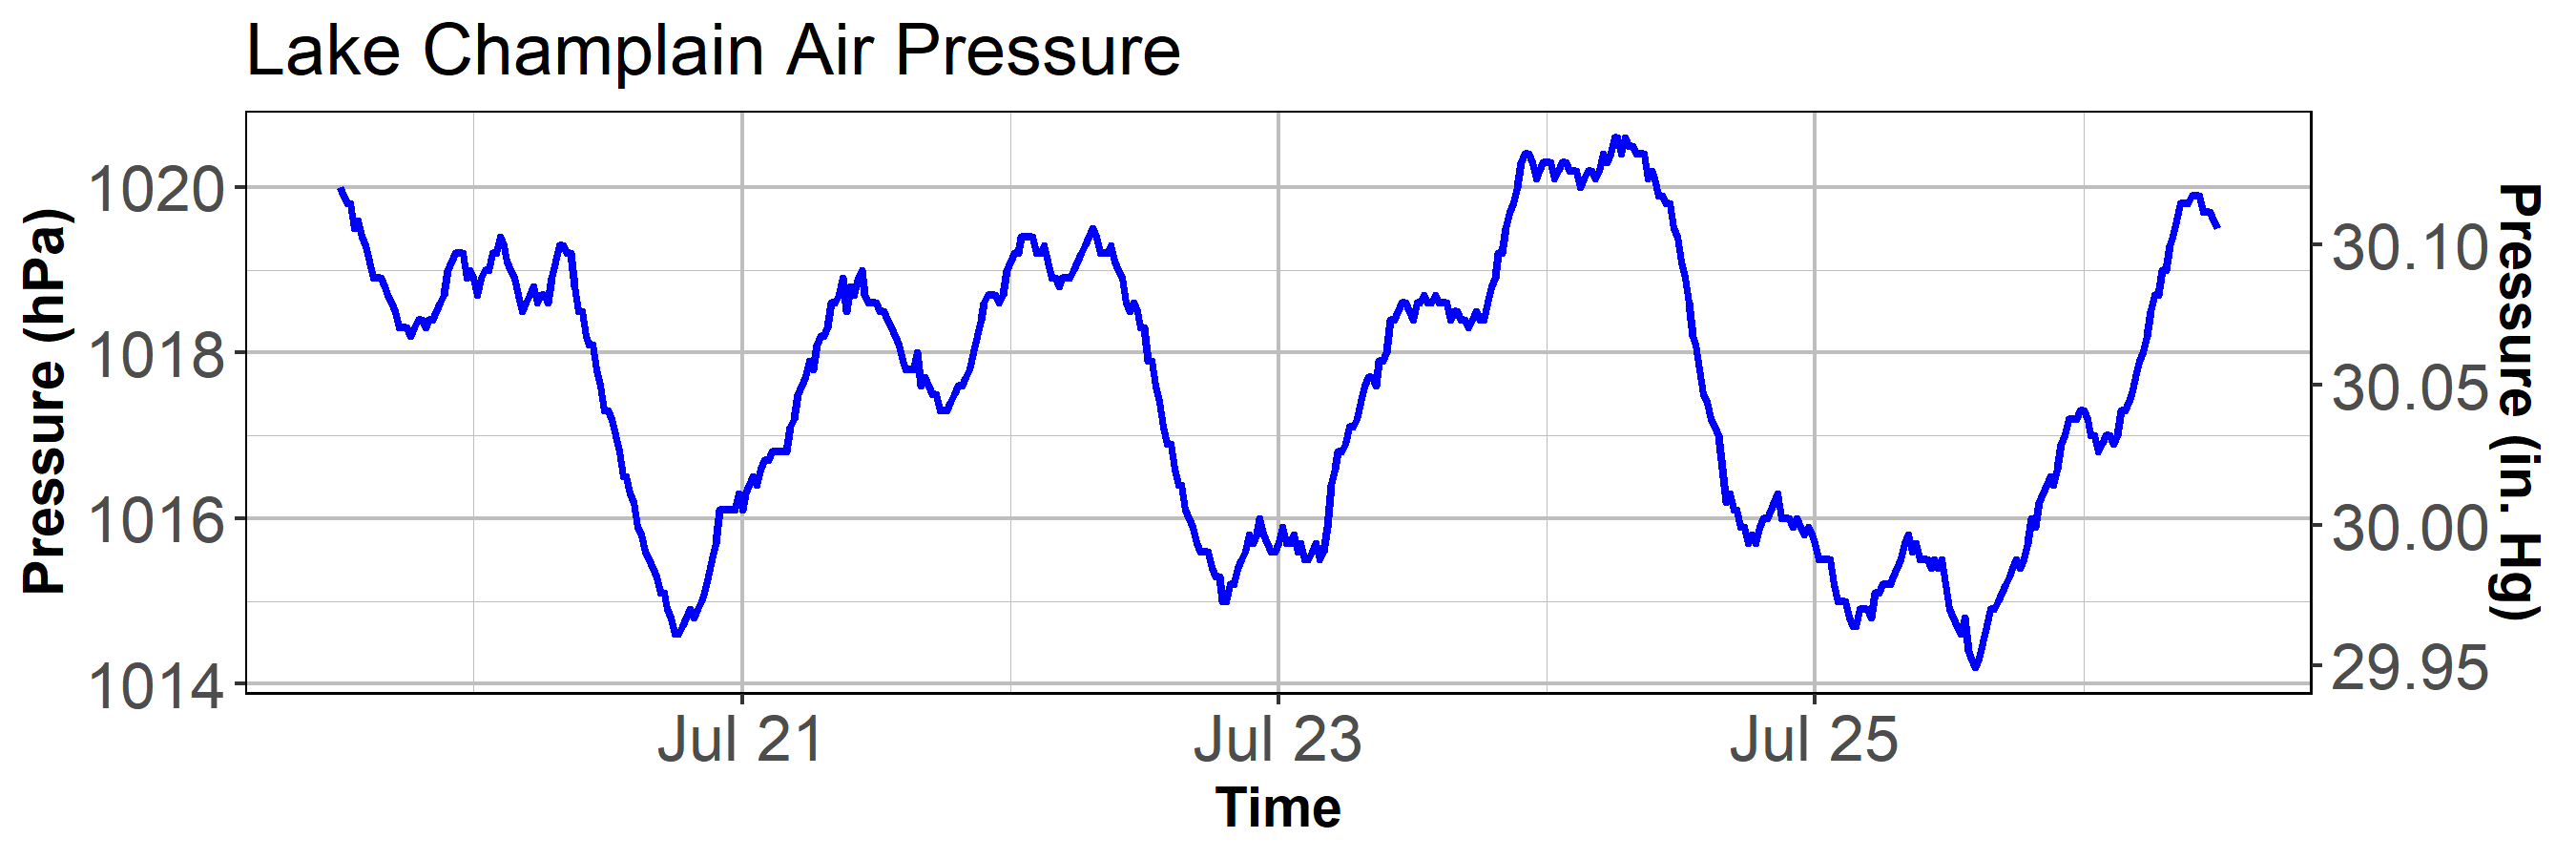 Lake Champlain Air Pressure
Pressure (hPa)
1020
1018
1016
1014
30.10
30.05
30.00
29.95
Pressure (in. Hg)
Jul 21
Jul 23
Jul 25
Time